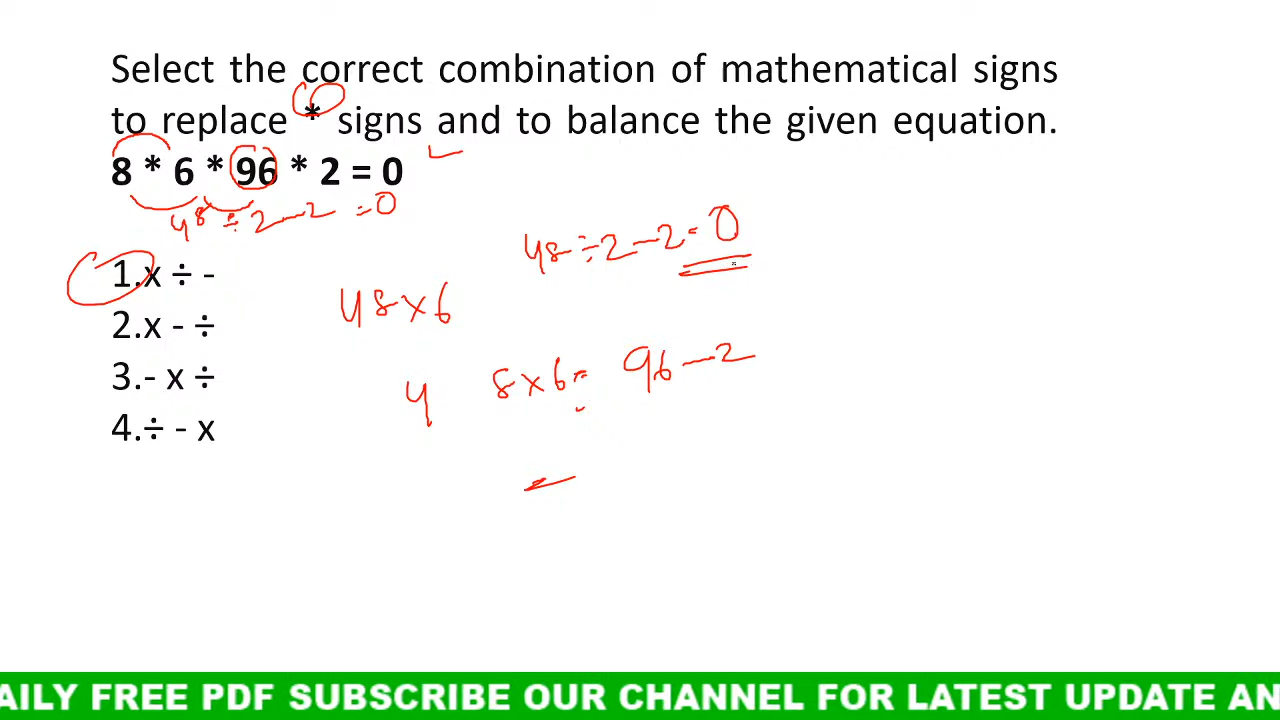 Select the correct combination of mathematical signs
to replace * signs and to balance the given equation.
8 * 6 * 96 * 2 = 0
48 ÷ 2 - 2 = 0
48 ÷ 2 - 2 = 0
1.x ÷ -
48 x 6
2.x - ÷
8 x 6 = 96 - 2
3.- x ÷
4
4.÷ - x
AILY FREE PDF SUBSCRIBE OUR CHANNEL FOR LATEST UPDATE AN